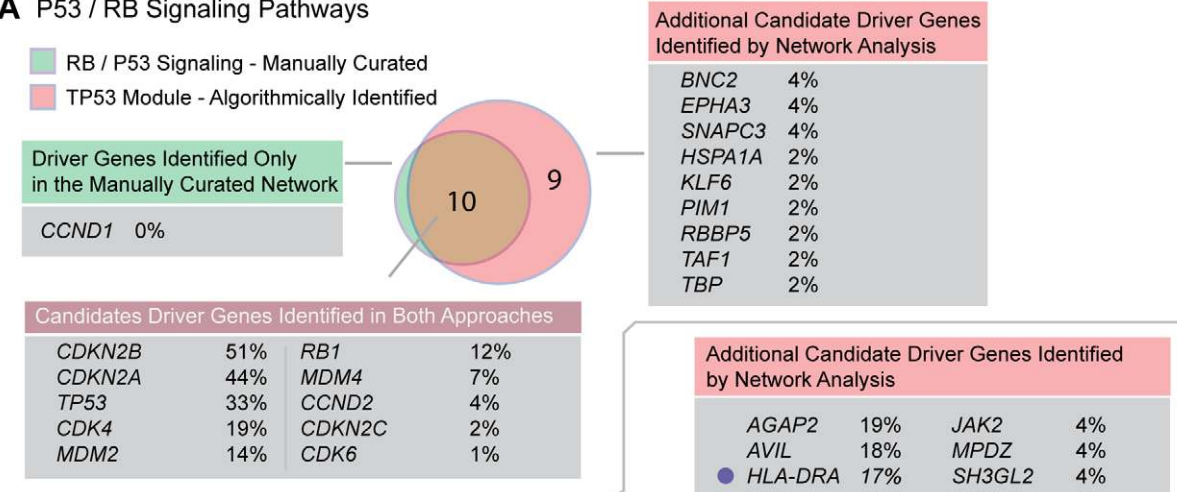 A P53 / RB Signaling Pathways
RB / P53 Signaling - Manually Curated
TP53 Module - Algorithmically Identified
Driver Genes Identified Only
in the Manually Curated Network
CCND1 0%
10
9
Additional Candidate Driver Genes
Identified by Network Analysis
BNC2 4%
EPHA3 4%
SNAPC3 4%
HSPA1A 2%
KLF6 2%
PIM1 2%
RBBP5 2%
TAF1 2%
TBP 2%
Candidates Driver Genes Identified in Both Approaches
CDKN2B 51% RB1 12%
CDKN2A 44% MDM4 7%
TP53 33% CCND2 4%
CDK4 19% CDKN2C 2%
MDM2 14% CDK6 1%
Additional Candidate Driver Genes Identified
by Network Analysis
AGAP2 19% JAK2 4%
AVIL 18% MPDZ 4%
HLA-DRA 17% SH3GL2 4%